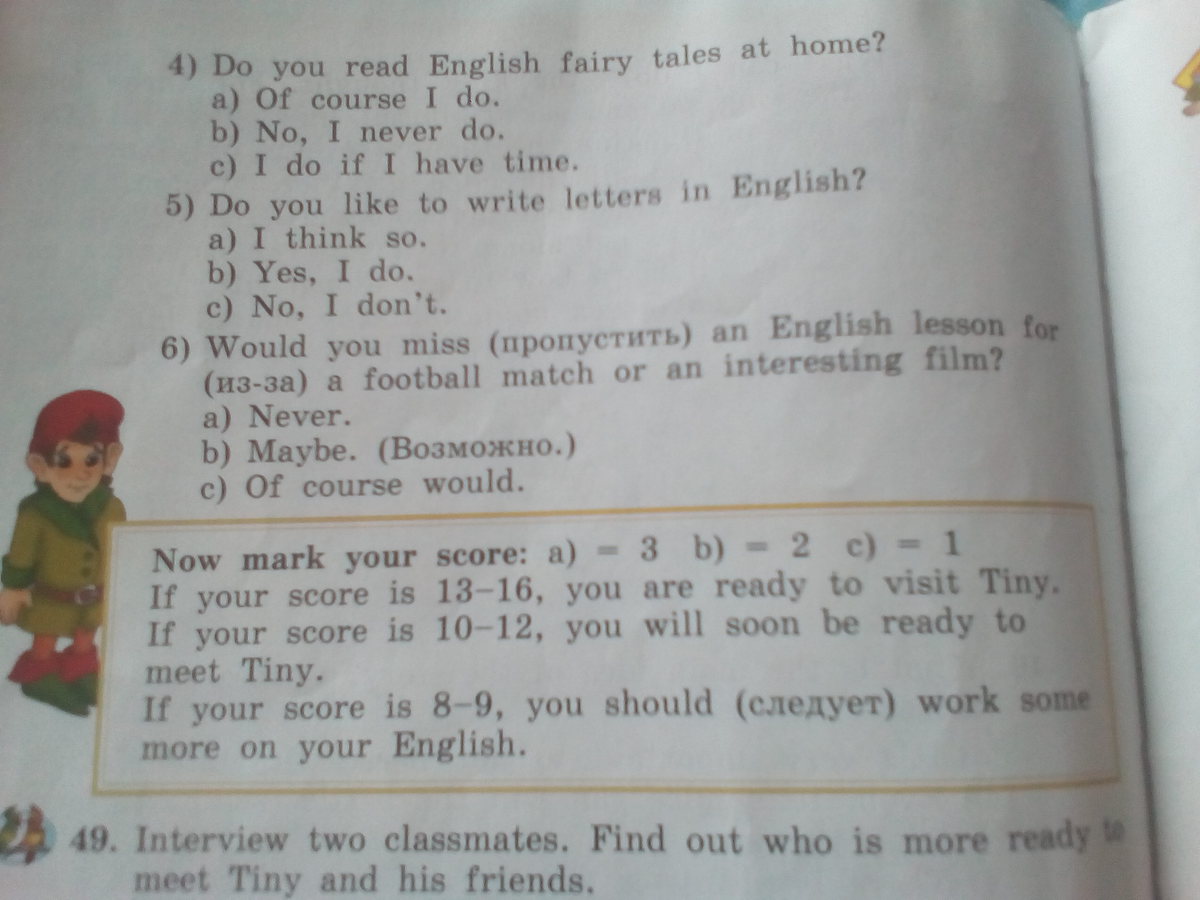 4) Do you read English fairy tales at home?
a) Of course I do.
b) No, I never do.
c) I do if I have time.
5) Do you like to write letters in English?
a) I think so.
b) Yes, I do.
c) No, I don't.
6) Would you miss (пропустить) an English lesson for
(из-за) a football match or an interesting film?
a) Never.
b) Maybe. (Возможно.)
c) Of course would.
Now mark your score: a) = 3 b) = 2 c) = 1
If your score is 13–16, you are ready to visit Tiny.
If your score is 10–12, you will soon be ready to
meet Tiny.
If your score is 8–9, you should (следует) work some
more on your English.
49. Interview two classmates. Find out who is more ready to
meet Tiny and his friends.